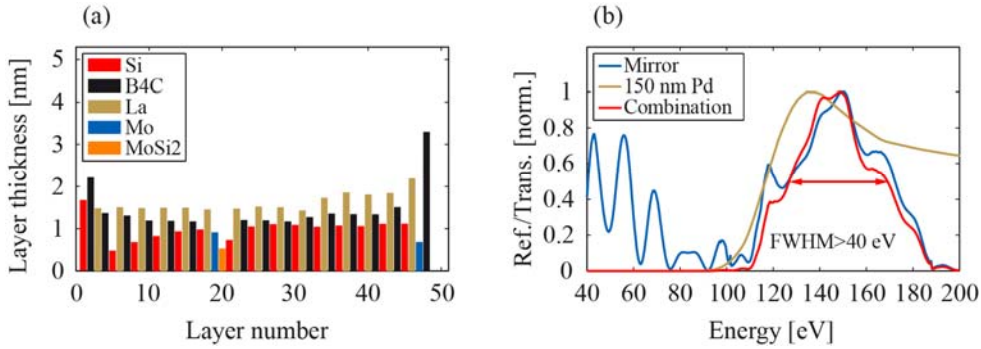 (a)
Layer thickness [nm]
5
4
3
2
1
0
Si
B4C
La
Mo
MoSi2
0 10 20 30 40 50
Layer number
(b)
Ref./Trans. [norm.]
1
0.8
0.6
0.4
0.2
0
Mirror
150 nm Pd
Combination
FWHM>40 eV
40 60 80 100 120 140 160 180 200
Energy [eV]